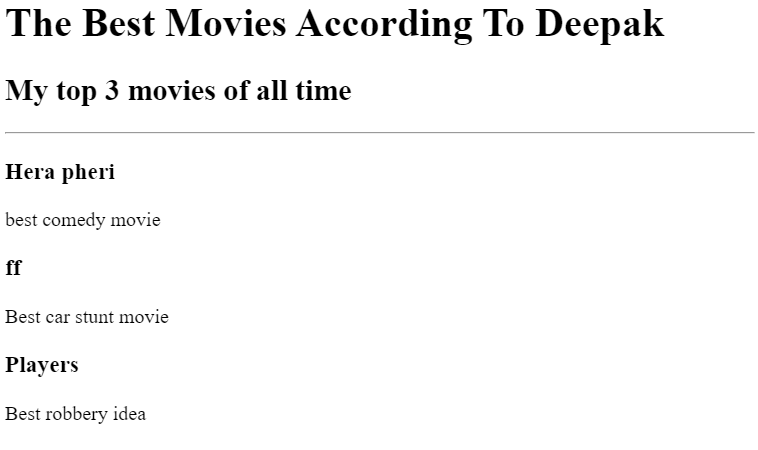 The Best Movies According To Deepak
My top 3 movies of all time
Hera pheri
best comedy movie
ff
Best car stunt movie
Players
Best robbery idea